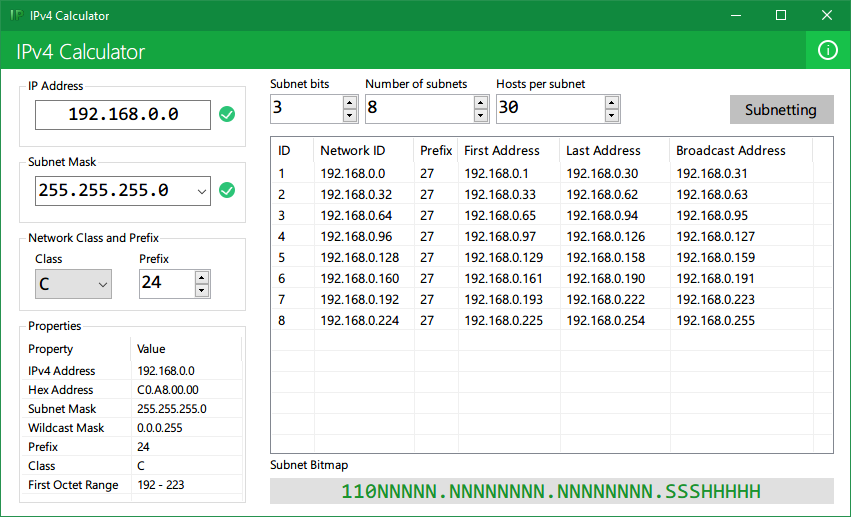 IP IPv4 Calculator
IPv4 Calculator
IP Address
192.168.0.0
Subnet Mask
255.255.255.0
Network Class and Prefix
Class Prefix
C 24
Properties
Property Value
IPv4 Address 192.168.0.0
Hex Address C0.A8.00.00
Subnet Mask 255.255.255.0
Wildcast Mask 0.0.0.255
Prefix 24
Class C
First Octet Range 192 - 223
Subnet bits Number of subnets Hosts per subnet
3 8 30
Subnetting
ID Network ID Prefix First Address Last Address Broadcast Address
1 192.168.0.0 27 192.168.0.1 192.168.0.30 192.168.0.31
2 192.168.0.32 27 192.168.0.33 192.168.0.62 192.168.0.63
3 192.168.0.64 27 192.168.0.65 192.168.0.94 192.168.0.95
4 192.168.0.96 27 192.168.0.97 192.168.0.126 192.168.0.127
5 192.168.0.128 27 192.168.0.129 192.168.0.158 192.168.0.159
6 192.168.0.160 27 192.168.0.161 192.168.0.190 192.168.0.191
7 192.168.0.192 27 192.168.0.193 192.168.0.222 192.168.0.223
8 192.168.0.224 27 192.168.0.225 192.168.0.254 192.168.0.255
Subnet Bitmap
110NNNNN.NNNNNNNN.NNNNNNNN.SSSHHHHH